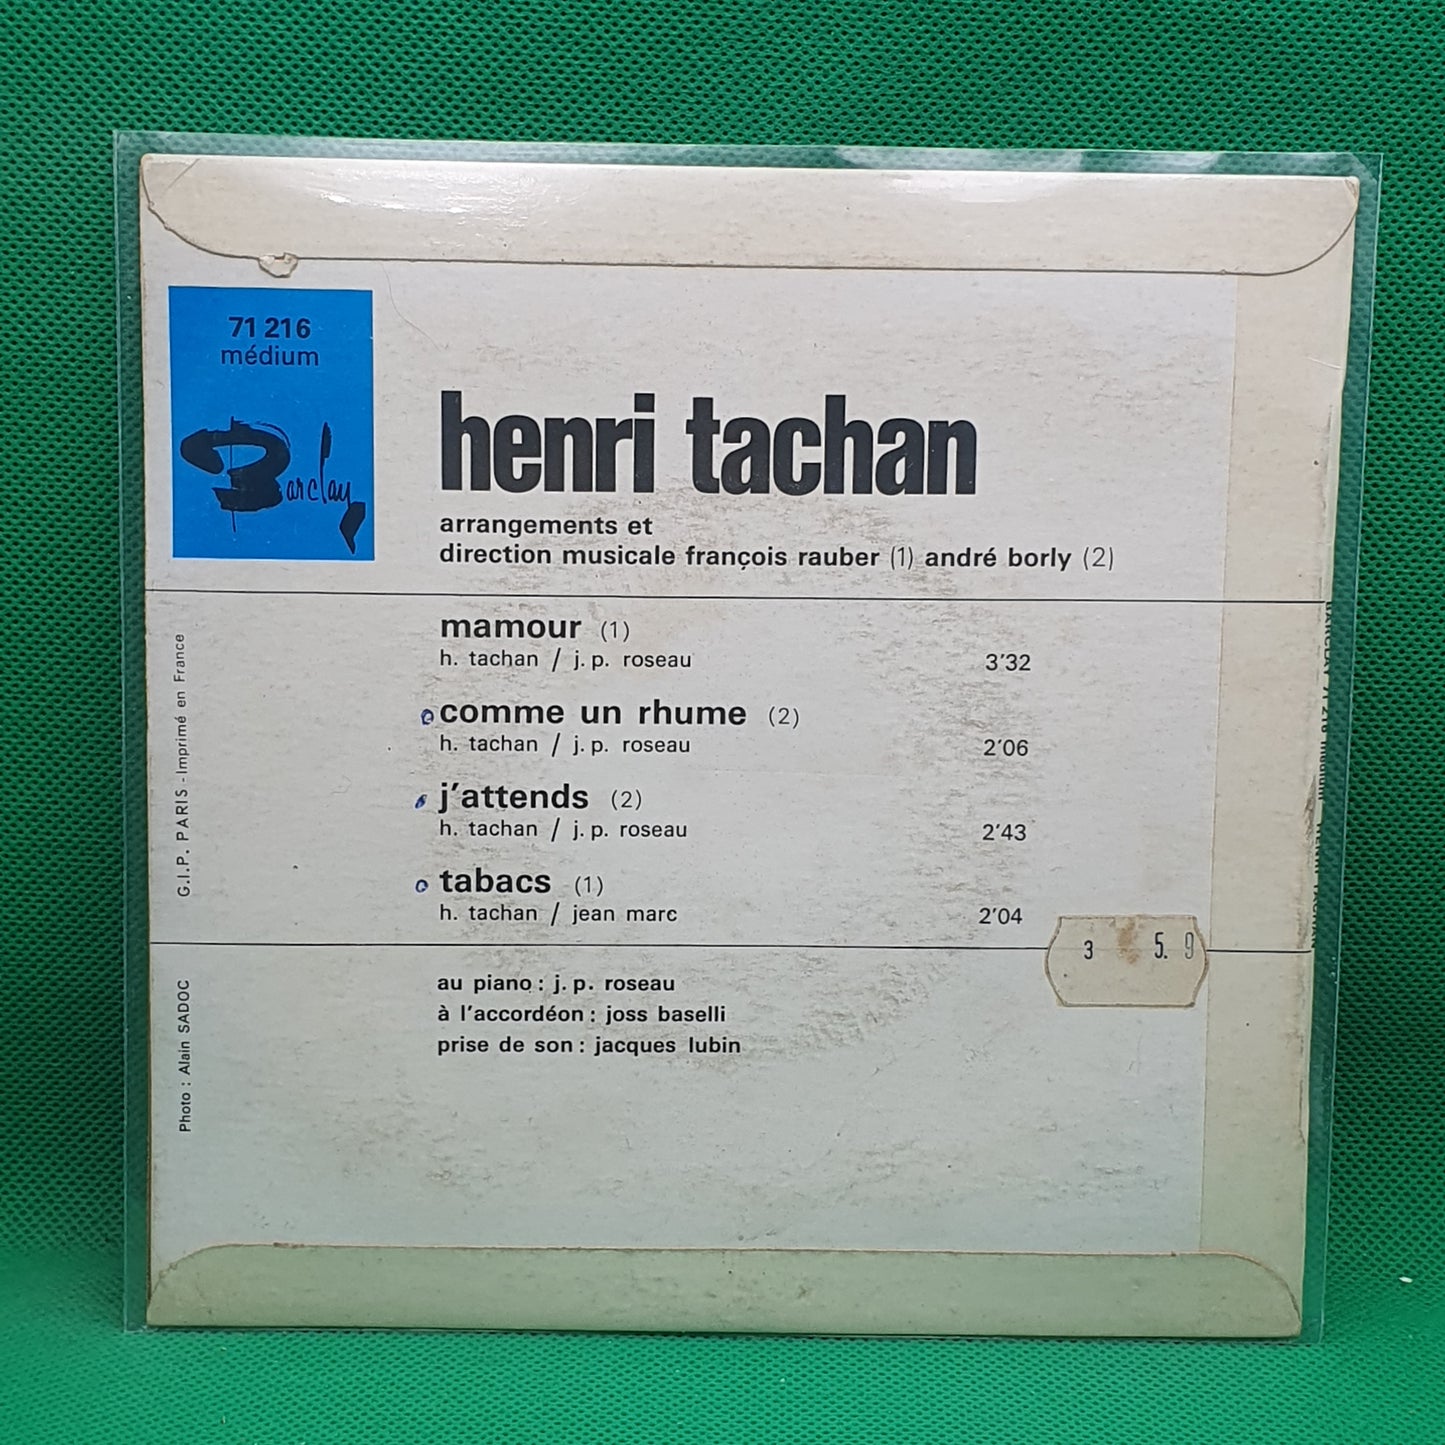 71 216
médium
Barclay
henri tachan
arrangements et
direction musicale françois rauber (1) andré borly (2)
mamour (1)
h. tachan / j. p. roseau 3'32
comme un rhume (2)
h. tachan / j. p. roseau 2'06
j'attends (2)
h. tachan / j. p. roseau 2'43
tabacs (1)
h. tachan / jean marc 2'04
3 5. 9
au piano : j. p. roseau
à l'accordéon : joss baselli
prise de son : jacques lubin
G.I.P. PARIS - Imprimé en France
Photo : Alain SADOC